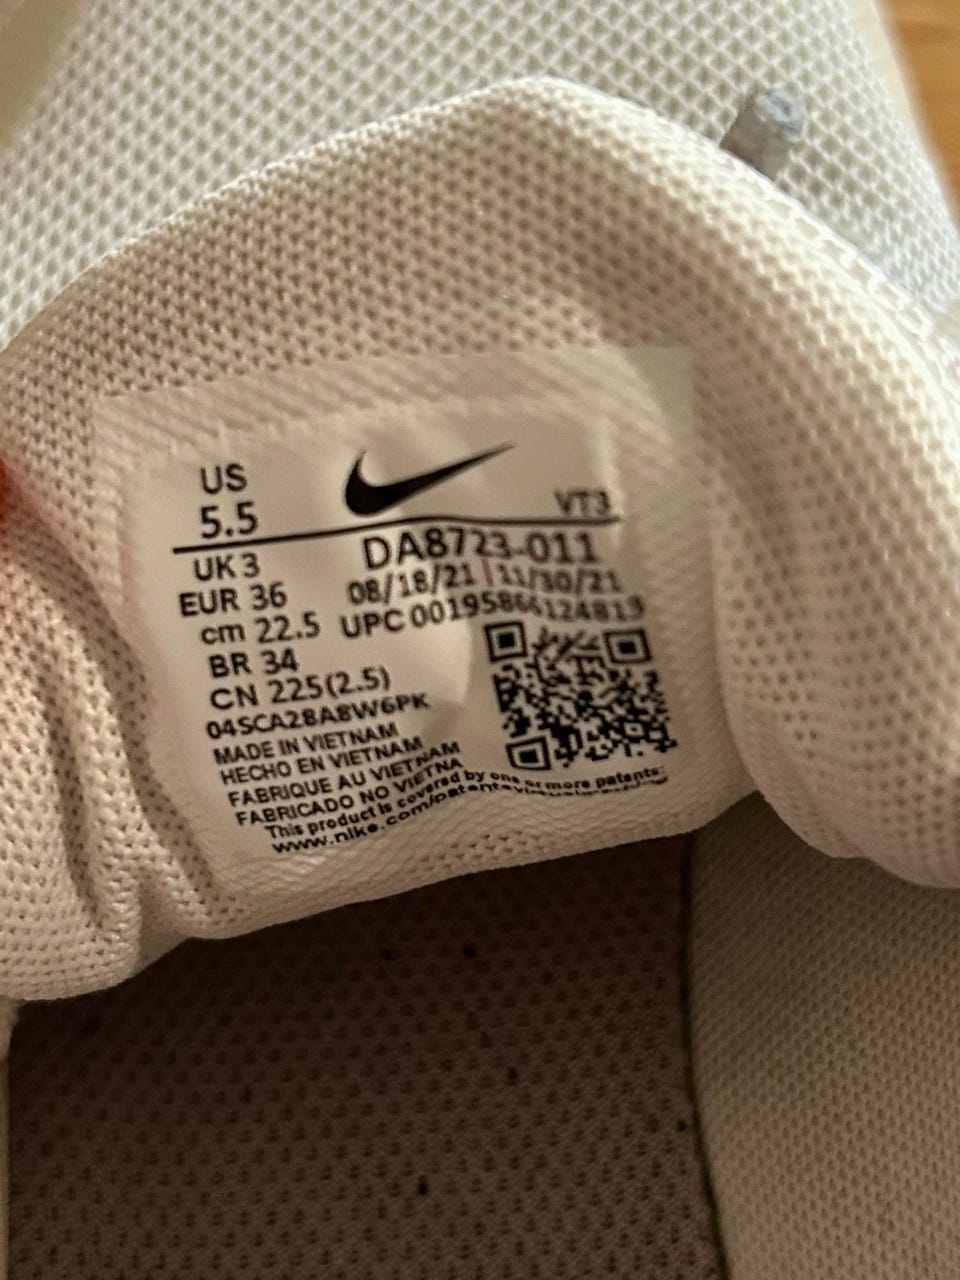 US
5.5
VT3
UK 3
DA8723-011
EUR 36
08/18/21 | 11/30/21
cm 22.5
UPC 00195866124813
BR 34
CN 225(2.5)
04SCA28A8W6PK
MADE IN VIETNAM
HECHO EN VIETNAM
FABRIQUE AU VIETNAM
FABRICADO NO VIETNA
This product is covered by one or more patents:
www.nike.com/patents